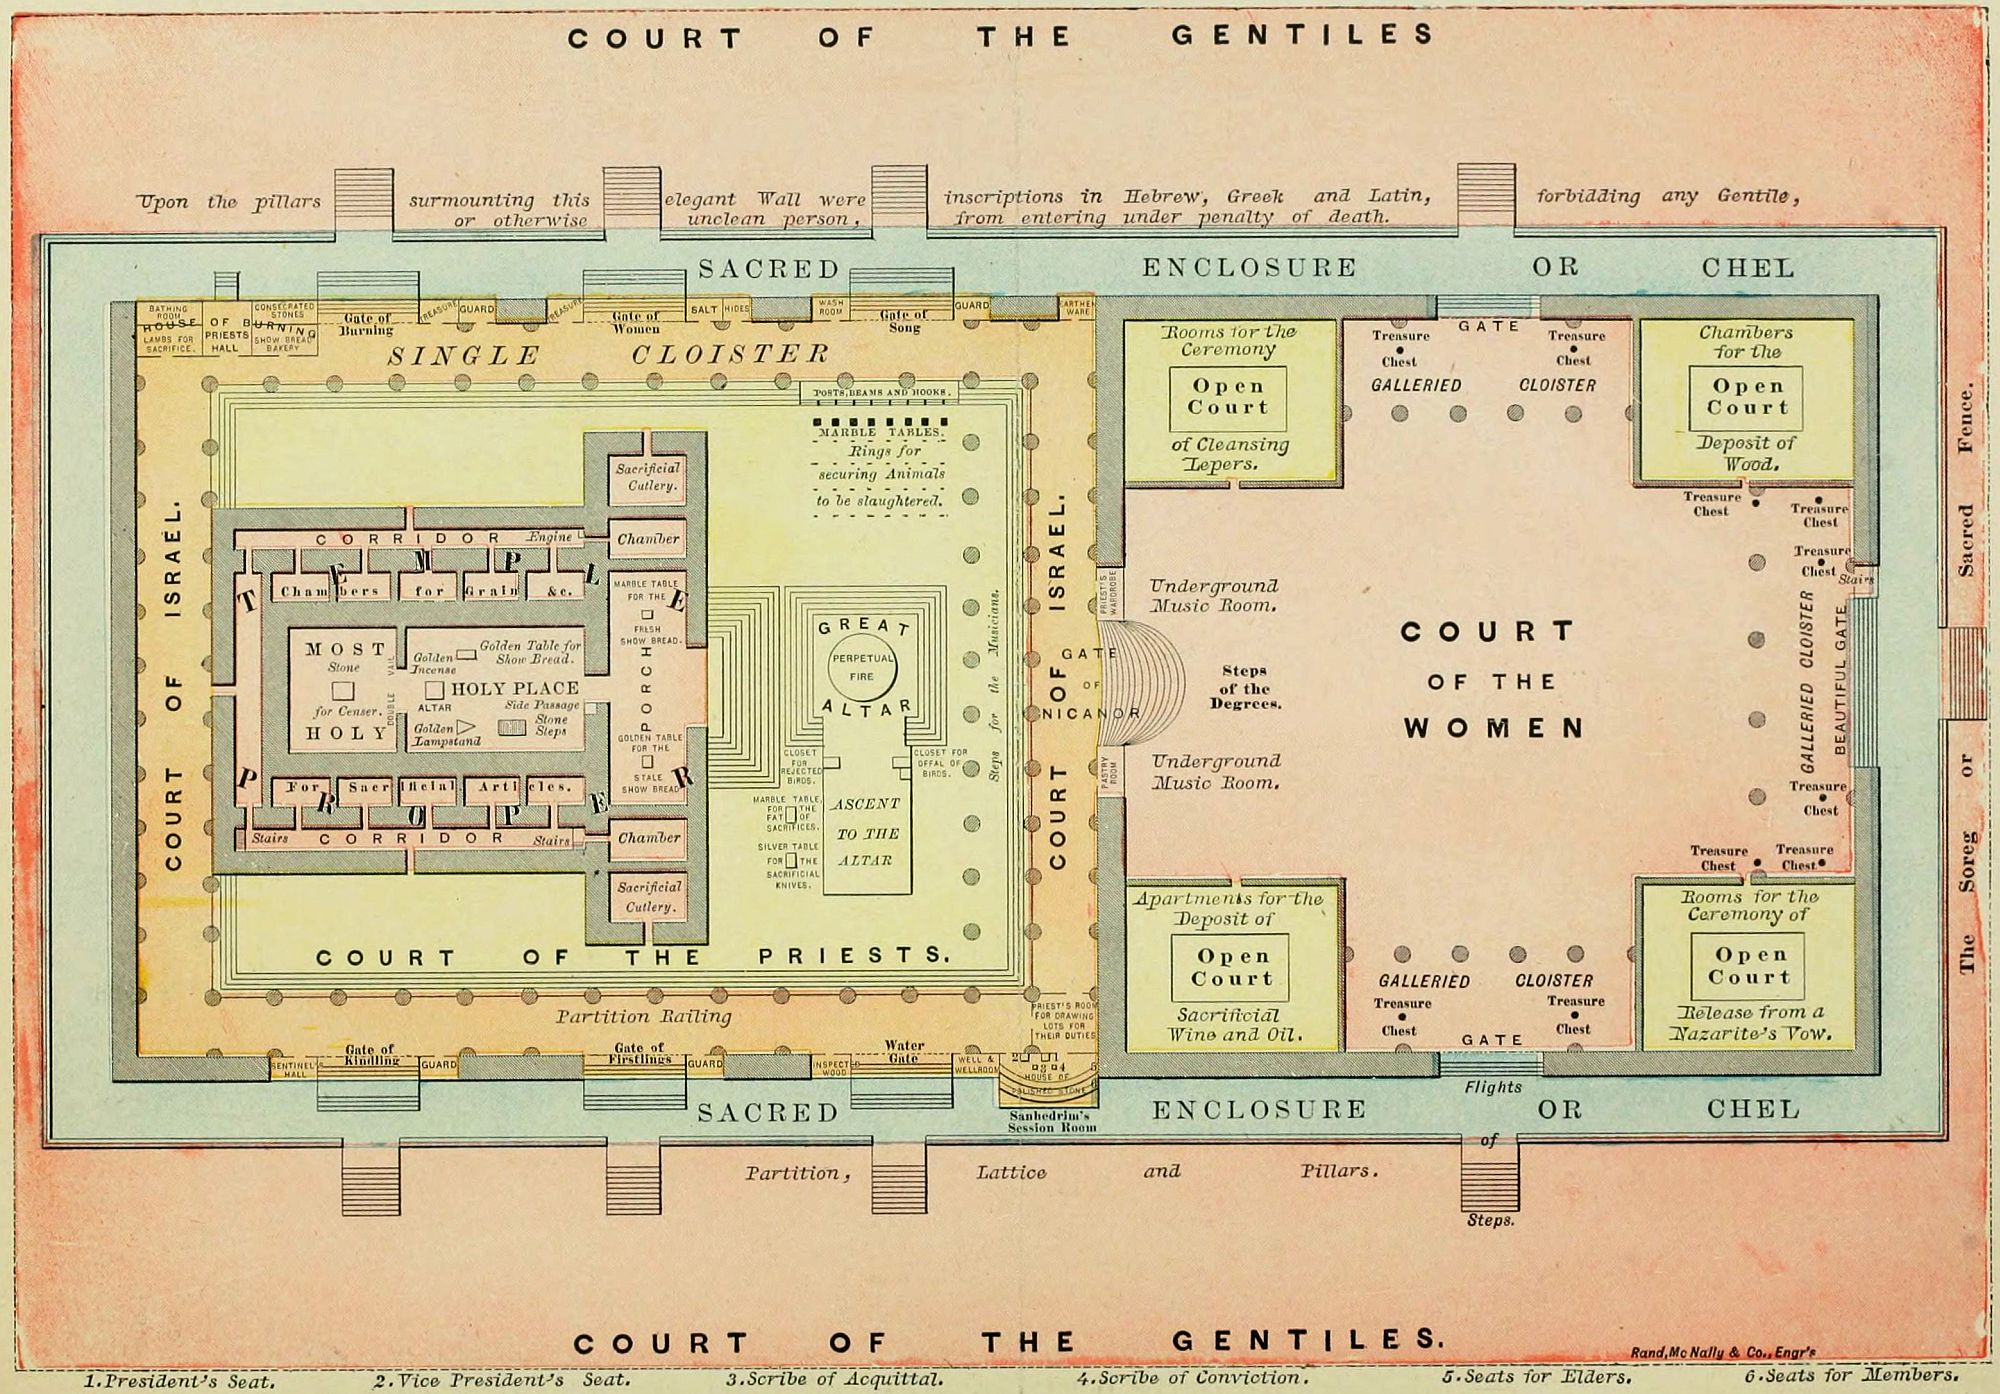 COURT OF THE GENTILES
Upon the pillars surmounting this elegant Wall were inscriptions in Hebrew, Greek and Latin, forbidding any Gentile,
or otherwise unclean person, from entering under penalty of death.
SACRED ENCLOSURE OR CHEL
BATHING ROOM
HOUSE OF BURNING
LAMBS FOR SACRIFICE.
PRIESTS HALL
CONSECRATED STONES
SHOW BREAD BAKERY
Gate of
Burning
TREASURE
GUARD
TREASURE
Gate of
Women
SALT
HIDES
WASH
ROOM
Gate of
Song
GUARD
EARTHEN
WARE
SINGLE CLOISTER
POSTS, BEAMS AND HOOKS.
MARBLE TABLES.
Rings for
securing Animals
to be slaughtered.
COURT OF ISRAEL.
TEMPLE
PROPER
Sacrificial
Cutlery.
CORRIDOR
Engine
Chamber
Chambers for Grain &c.
MARBLE TABLE
FOR THE
FRESH
SHOW BREAD.
PORCH
GOLDEN TABLE
FOR THE
STALE
SHOW BREAD
MOST
Stone
for Censer.
HOLY
DOUBLE VAIL
Golden
Incense
ALTAR
Golden Table for
Show Bread.
HOLY PLACE
Side Passage
Golden
Lampstand
Stone
Steps
For Sacrificial Articles.
Stairs
CORRIDOR
Stairs
Chamber
Sacrificial
Cutlery.
GREAT
PERPETUAL
FIRE
ALTAR
CLOSET
FOR
REJECTED
BIRDS.
CLOSET FOR
OFFAL OF
BIRDS.
MARBLE TABLE
FOR THE
FAT OF
SACRIFICES.
SILVER TABLE
FOR THE
SACRIFICIAL
KNIVES.
ASCENT
TO THE
ALTAR
Steps for the Musicians.
COURT OF ISRAEL.
COURT OF THE PRIESTS.
Partition Railing
PRIEST'S ROOM
FOR DRAWING
LOTS FOR
THEIR DUTIES
SENTINEL'S
HALL
Gate of
Kindling
GUARD
Gate of
Firstlings
GUARD
INSPECTED
WOOD
Water
Gate
WELL &
WELLROOM
2 1
3 4
HOUSE OF
POLISHED STONE
Sanhedrim's
Session Room
PRIEST'S
WARDROBE
GATE
OF
NICANOR
PASTRY
ROOM
Rooms for the
Ceremony
Open
Court
of Cleansing
Lepers.
Treasure
Chest
GATE
Treasure
Chest
GALLERIED CLOISTER
Chambers
for the
Open
Court
Deposit of
Wood.
Treasure
Chest
Treasure
Chest
Treasure
Chest
Stairs
Underground
Music Room.
Steps
of the
Degrees.
Underground
Music Room.
COURT
OF THE
WOMEN
GALLERIED CLOISTER
BEAUTIFUL GATE
Treasure
Chest
Treasure
Chest
Treasure
Chest
Apartments for the
Deposit of
Open
Court
Sacrificial
Wine and Oil.
GALLERIED CLOISTER
Treasure
Chest
Treasure
Chest
GATE
Rooms for the
Ceremony of
Open
Court
Release from a
Nazarite's Vow.
The Soreg or Sacred Fence.
SACRED ENCLOSURE OR CHEL
Flights
of
Steps.
Partition, Lattice and Pillars.
COURT OF THE GENTILES.
Rand, McNally & Co., Engr's
1. President's Seat. 2. Vice President's Seat. 3. Scribe of Acquittal. 4. Scribe of Conviction. 5. Seats for Elders. 6. Seats for Members.